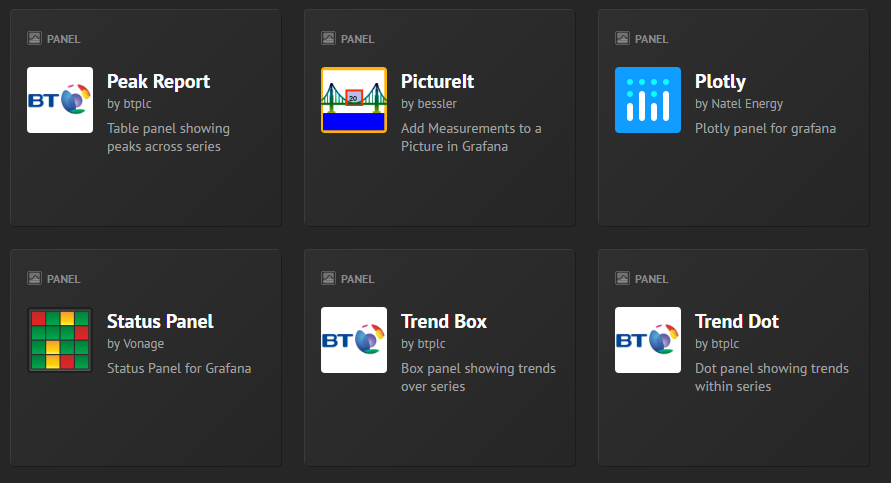 PANEL
BT
Peak Report
by btplc
Table panel showing
peaks across series
PANEL
20
PictureIt
by bessler
Add Measurements to a
Picture in Grafana
PANEL
Plotly
by Natel Energy
Plotly panel for grafana
PANEL
Status Panel
by Vonage
Status Panel for Grafana
PANEL
BT
Trend Box
by btplc
Box panel showing trends
over series
PANEL
BT
Trend Dot
by btplc
Dot panel showing trends
within series